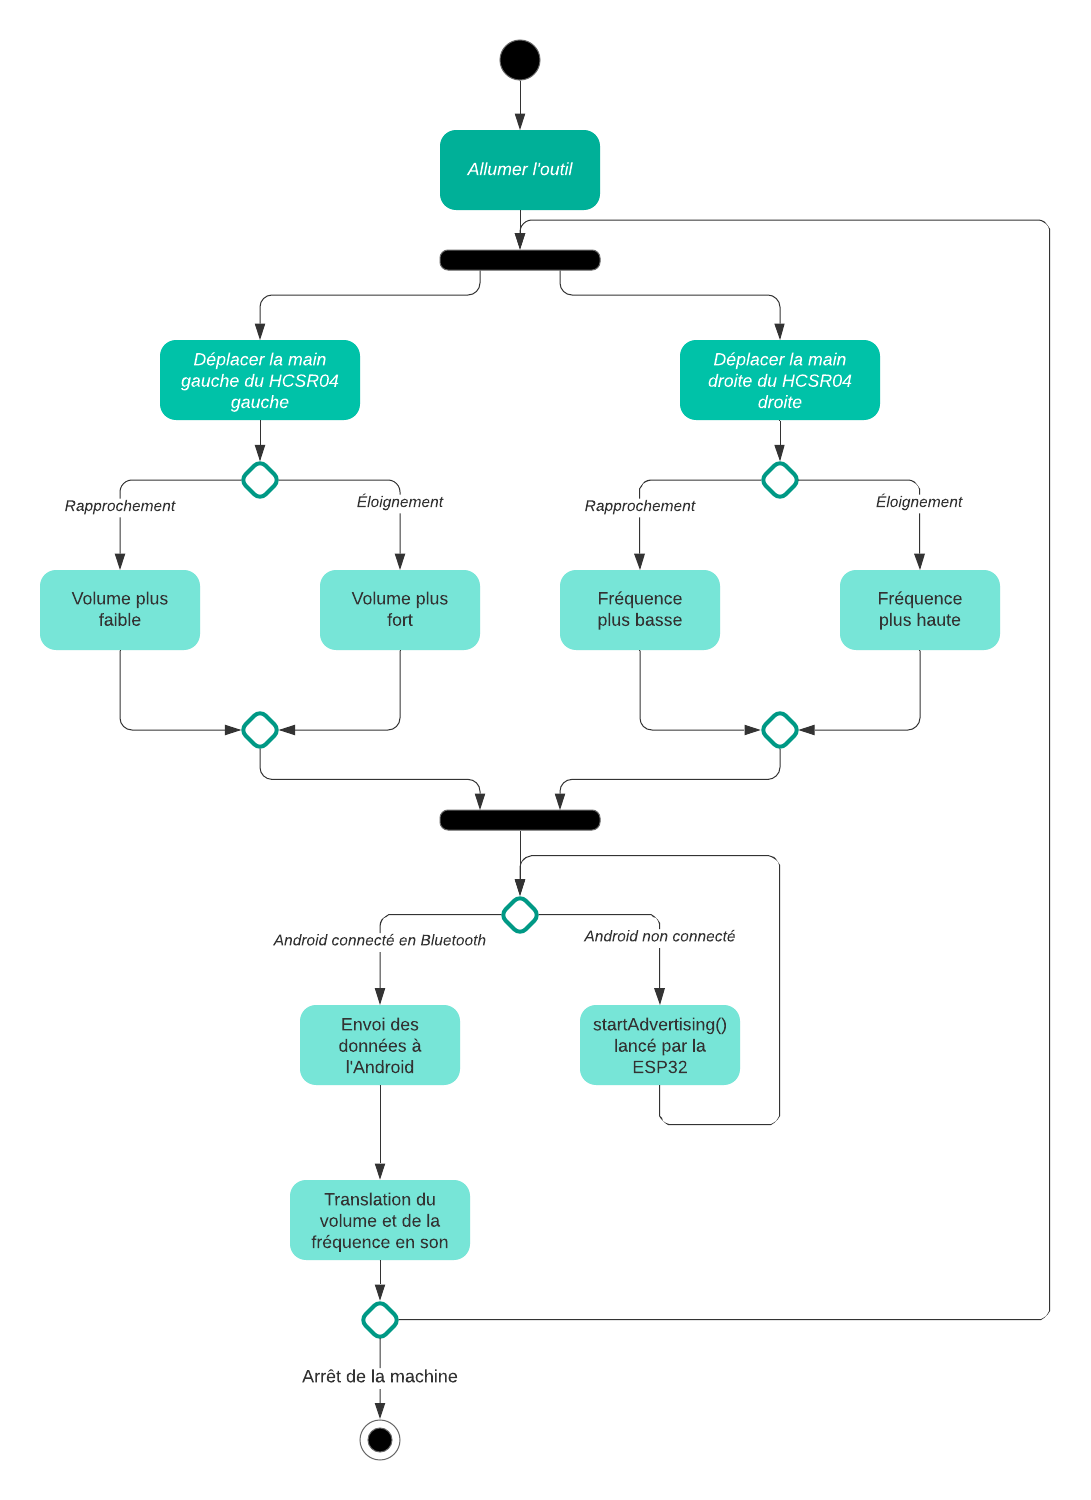 Allumer l'outil
Déplacer la main
gauche du HCSR04
gauche
Déplacer la main
droite du HCSR04
droite
Rapprochement
Éloignement
Rapprochement
Éloignement
Volume plus
faible
Volume plus
fort
Fréquence
plus basse
Fréquence
plus haute
Android connecté en Bluetooth
Android non connecté
Envoi des
données à
l'Android
startAdvertising()
lancé par la
ESP32
Translation du
volume et de la
fréquence en son
Arrêt de la machine